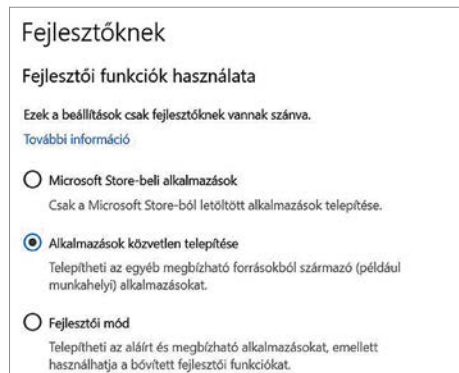 Fejlesztőknek
Fejlesztői funkciók használata
Ezek a beállítások csak fejlesztőknek vannak szánva.
További információ
Microsoft Store-beli alkalmazások
Csak a Microsoft Store-ból letöltött alkalmazások telepítése.
Alkalmazások közvetlen telepítése
Telepítheti az egyéb megbízható forrásokból származó (például
munkahelyi) alkalmazásokat.
Fejlesztői mód
Telepítheti az aláírt és megbízható alkalmazásokat, emellett
használhatja a bővített fejlesztői funkciókat.